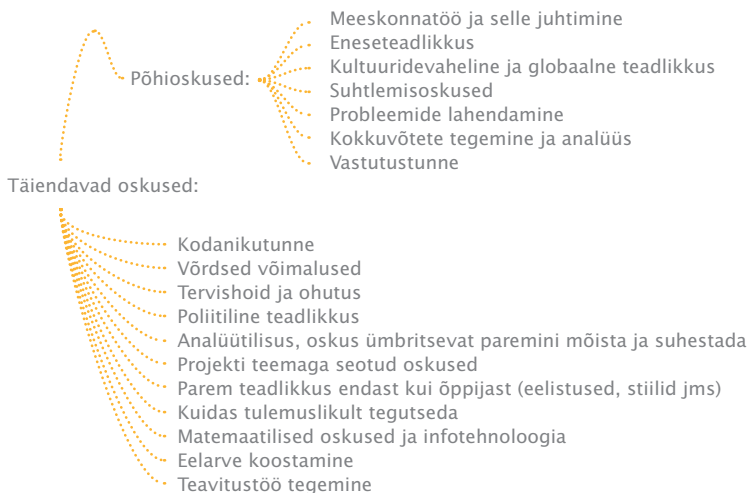 Meeskonnatöö ja selle juhtimine
Eneseteadlikkus
Kultuuridevaheline ja globaalne teadlikkus
Põhioskused:
Suhtlemisoskused
Probleemide lahendamine
Kokkuvõtete tegemine ja analüüs
Vastutustunne
Täiendavad oskused:
Kodanikutunne
Võrdsed võimalused
Tervishoid ja ohutus
Poliitiline teadlikkus
Analüütilisus, oskus ümbritsevat paremini mõista ja suhestada
Projekti teemaga seotud oskused
Parem teadlikkus endast kui õppijast (eelistused, stiilid jms)
Kuidas tulemuslikult tegutseda
Matemaatilised oskused ja infotehnoloogia
Eelarve koostamine
Teavitustöö tegemine